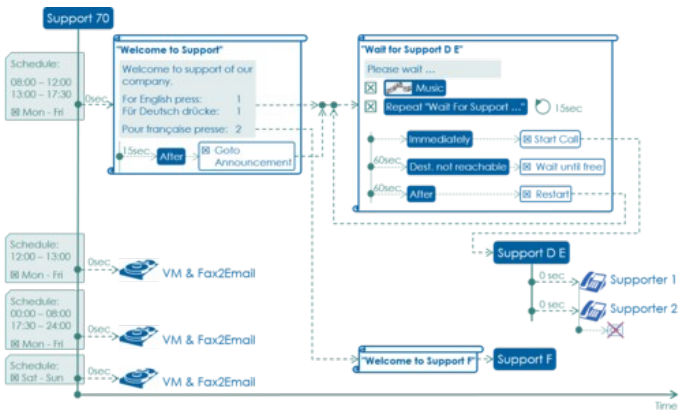 Support 70
Schedule:
08:00 – 12:00
13:00 – 17:30
Mon - Fri
0sec
"Welcome to Support"
Welcome to support of our
company.
For English press: 1
Für Deutsch drücke: 1
Pour française presse: 2
15sec
After
Goto
Announcement
"Wait for Support D E"
Please wait ...
Music
Repeat "Wait For Support ..."
15sec
Immediately
Start Call
60sec
Dest. not reachable
Wait until free
60sec
After
Restart
Schedule:
12:00 – 13:00
Mon - Fri
0sec
VM & Fax2Email
Support D E
0 sec
Supporter 1
0 sec
Supporter 2
Schedule:
00:00 – 08:00
17:30 – 24:00
Mon - Fri
0sec
VM & Fax2Email
"Welcome to Support F"
Support F
Schedule:
Sat - Sun
0sec
VM & Fax2Email
Time